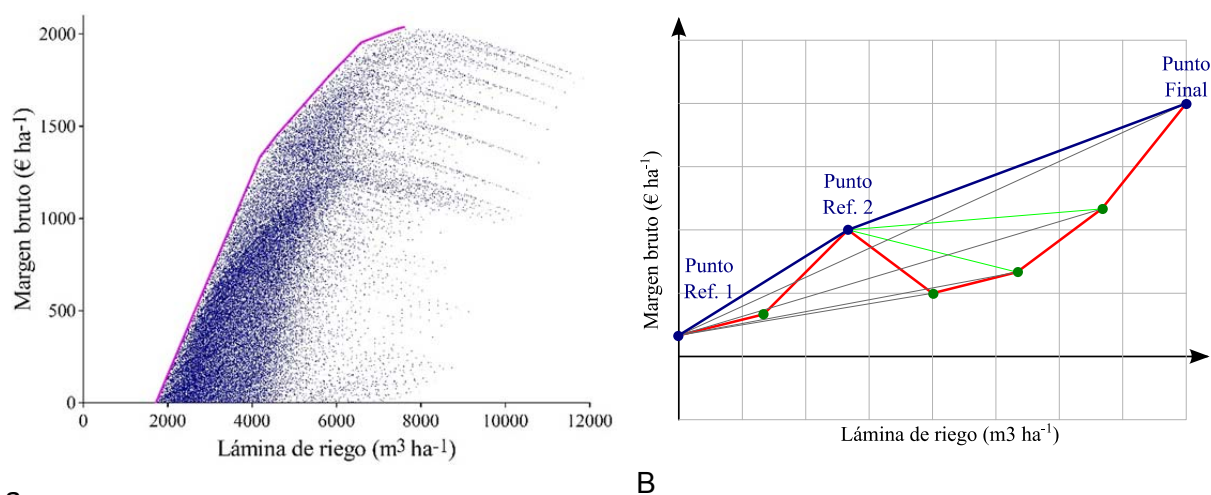 2000
1500
1000
500
0
0
2000
4000
6000
8000
10000
12000
Margen bruto (€ ha-1)
Lámina de riego (m3 ha-1)
Punto
Final
Punto
Ref. 2
Punto
Ref. 1
Margen bruto (€ ha-1)
Lámina de riego (m3 ha-1)
B